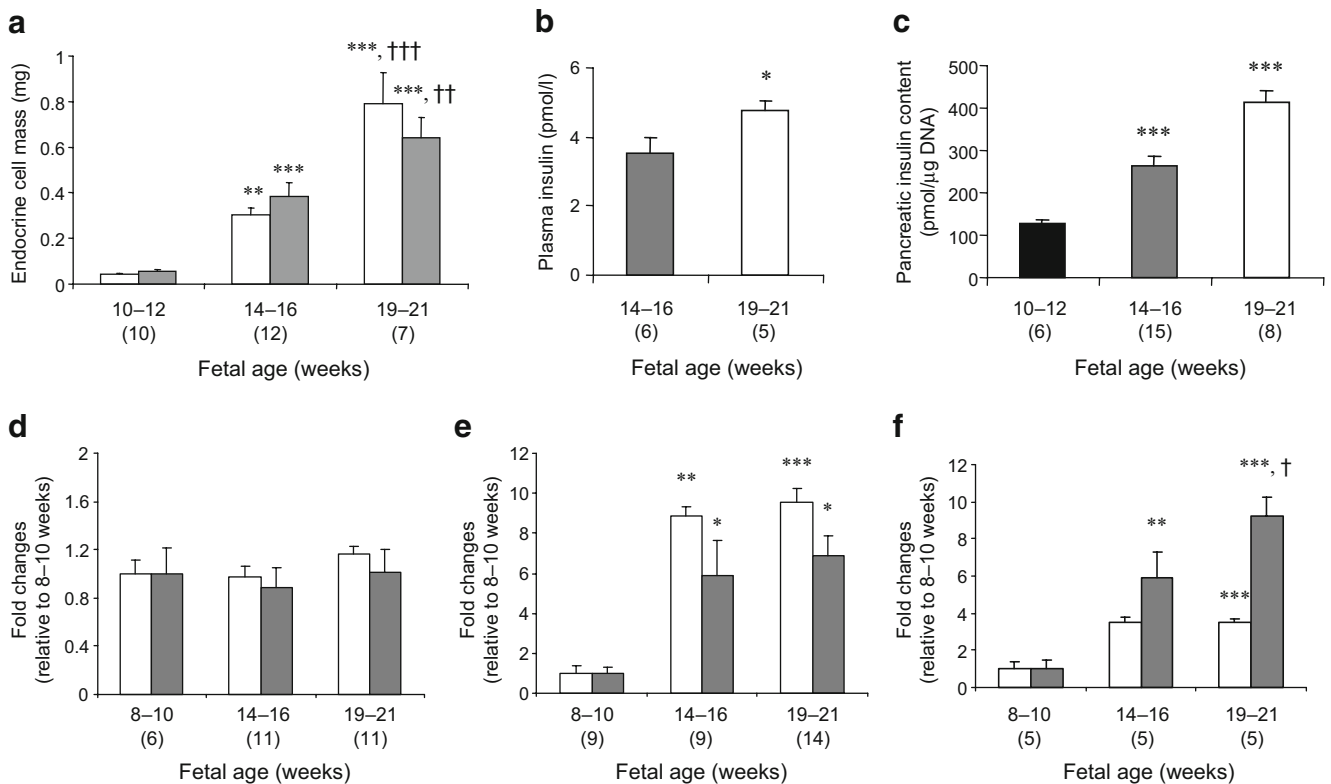 a
Endocrine cell mass (mg)
1
0.8
0.6
0.4
0.2
0
**
***
***, †††
***, ††
10–12 14–16 19–21
(10) (12) (7)
Fetal age (weeks)
b
Plasma insulin (pmol/l)
6
4
2
0
*
14–16 19–21
(6) (5)
Fetal age (weeks)
c
Pancreatic insulin content
(pmol/µg DNA)
500
400
300
200
100
0
***
***
10–12 14–16 19–21
(6) (15) (8)
Fetal age (weeks)
d
Fold changes
(relative to 8–10 weeks)
2
1.6
1.2
0.8
0.4
0
8–10 14–16 19–21
(6) (11) (11)
Fetal age (weeks)
e
Fold changes
(relative to 8–10 weeks)
12
10
8
6
4
2
0
**
*
***
*
8–10 14–16 19–21
(9) (9) (14)
Fetal age (weeks)
f
Fold changes
(relative to 8–10 weeks)
12
10
8
6
4
2
0
**
***
***, †
8–10 14–16 19–21
(5) (5) (5)
Fetal age (weeks)